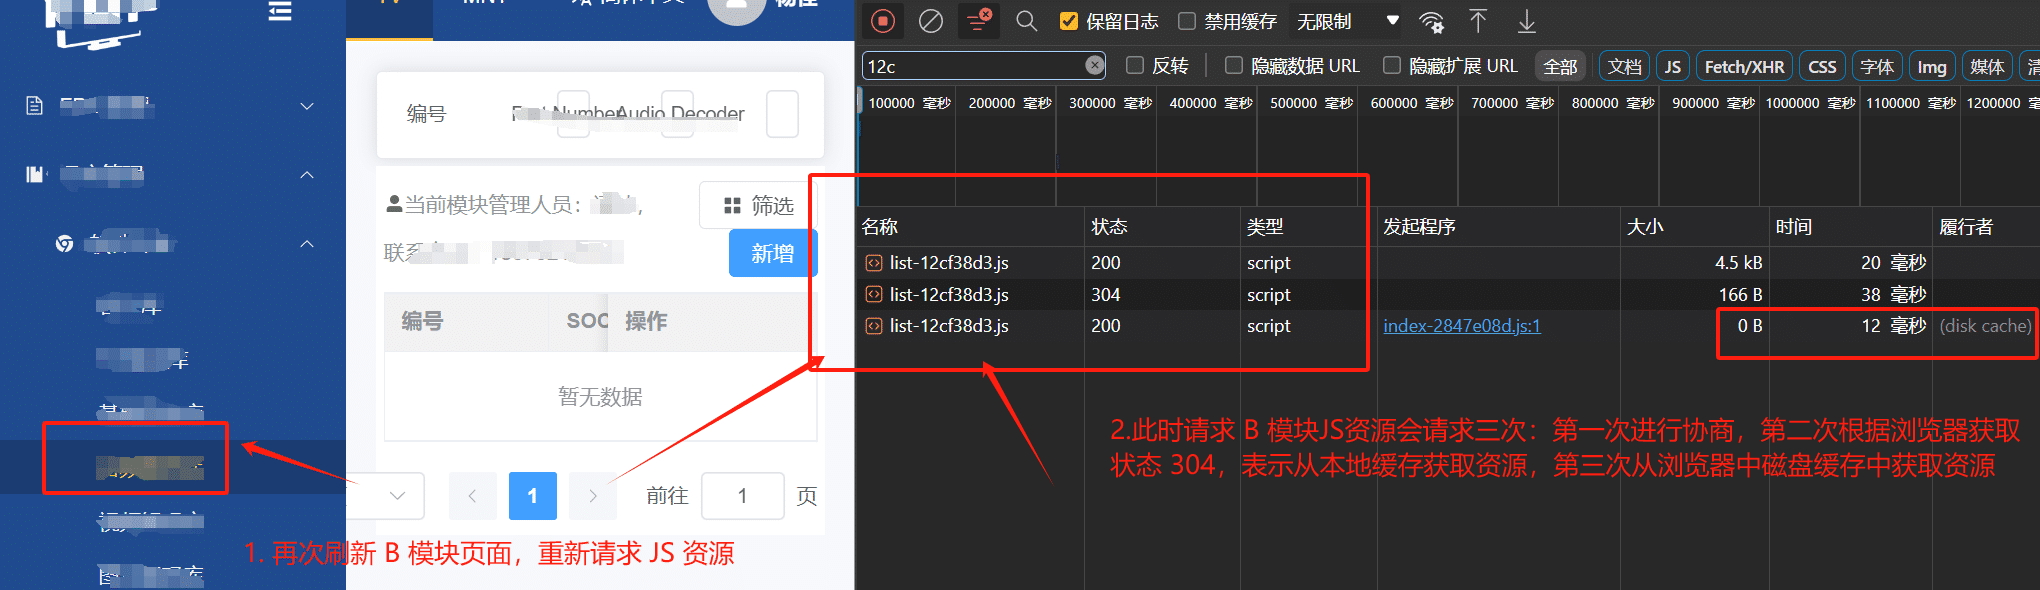 保留日志
禁用缓存
无限制
12c
反转
隐藏数据 URL
隐藏扩展 URL
全部
文档
JS
Fetch/XHR
CSS
字体
Img
媒体
100000 毫秒
200000 毫秒
300000 毫秒
400000 毫秒
500000 毫秒
600000 毫秒
700000 毫秒
800000 毫秒
900000 毫秒
1000000 毫秒
1100000 毫秒
1200000
编号
Audio Decoder
当前模块管理人员：
筛选
新增
编号
SOC
操作
暂无数据
1
前往
1
页
名称
状态
类型
发起程序
大小
时间
履行者
list-12cf38d3.js 200 script 4.5 kB 20 毫秒
list-12cf38d3.js 304 script 166 B 38 毫秒
list-12cf38d3.js 200 script index-2847e08d.js:1 0 B 12 毫秒 (disk cache)
1. 再次刷新 B 模块页面，重新请求 JS 资源
2.此时请求 B 模块JS资源会请求三次：第一次进行协商，第二次根据浏览器获取
状态 304，表示从本地缓存获取资源，第三次从浏览器中磁盘缓存中获取资源